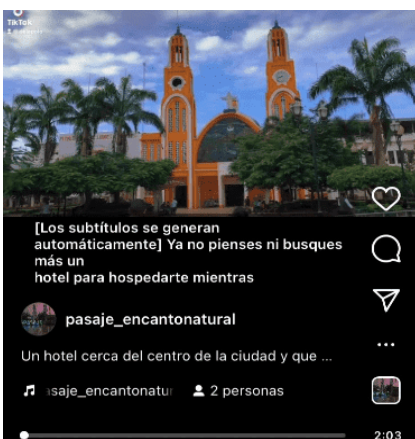 TikTok
[Los subtítulos se generan
automáticamente] Ya no pienses ni busques
más un
hotel para hospedarte mientras
pasaje_encantonatural
Un hotel cerca del centro de la ciudad y que ...
asaje_encantonatur
2 personas
2:03